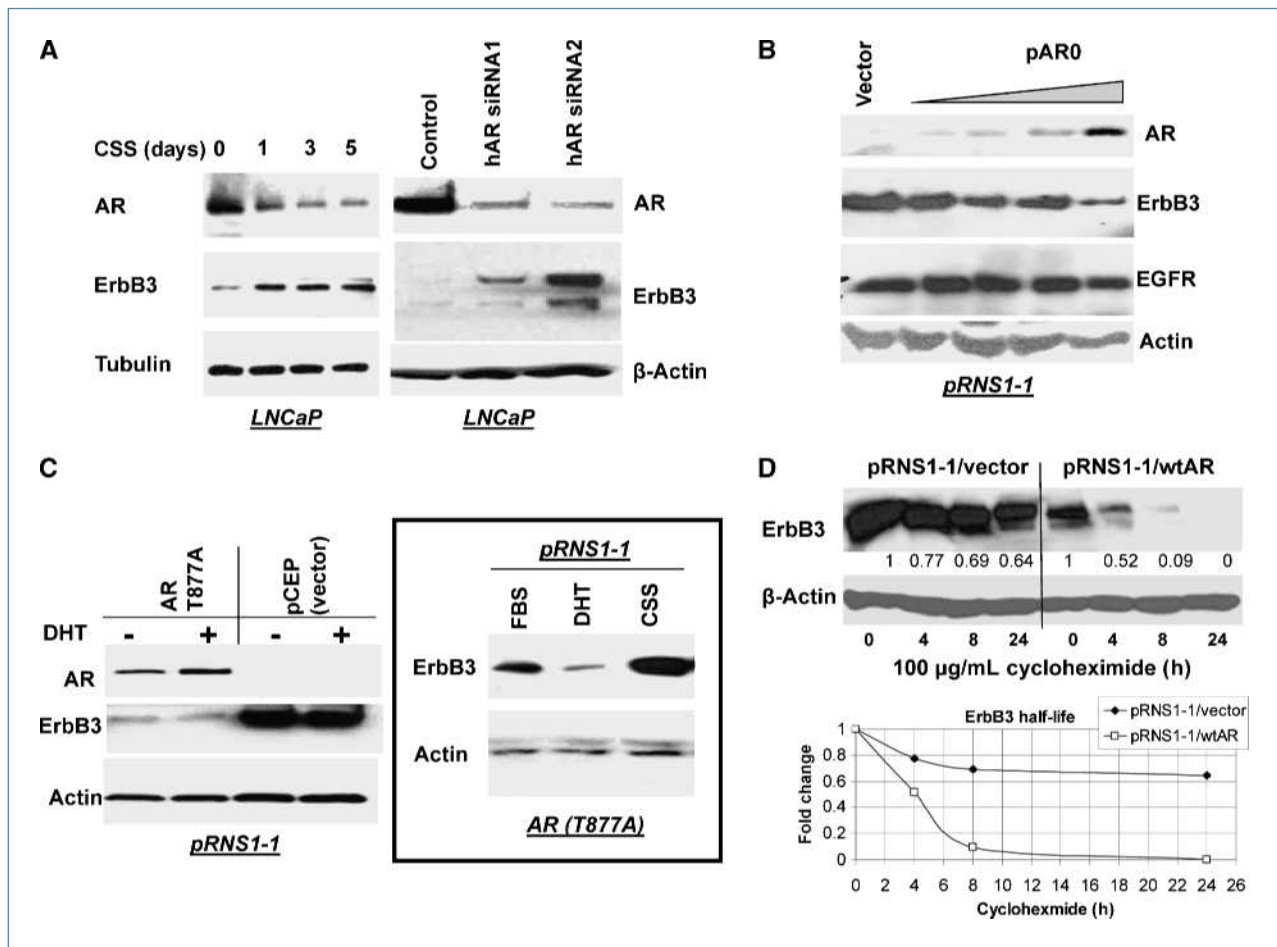 A
CSS (days) 0 1 3 5
AR
ErbB3
Tubulin
LNCaP
Control
hAR siRNA1
hAR siRNA2
AR
ErbB3
β-Actin
LNCaP
B
Vector
pAR0
AR
ErbB3
EGFR
Actin
pRNS1-1
C
AR T877A
pCEP (vector)
DHT - + - +
AR
ErbB3
Actin
pRNS1-1
pRNS1-1
FBS
DHT
CSS
ErbB3
Actin
AR (T877A)
D
pRNS1-1/vector pRNS1-1/wtAR
ErbB3
1 0.77 0.69 0.64 1 0.52 0.09 0
β-Actin
0 4 8 24 0 4 8 24
100 µg/mL cycloheximide (h)
ErbB3 half-life
pRNS1-1/vector
pRNS1-1/wtAR
Fold change
1
0.8
0.6
0.4
0.2
0
0 2 4 6 8 10 12 14 16 18 20 22 24 26
Cyclohexmide (h)